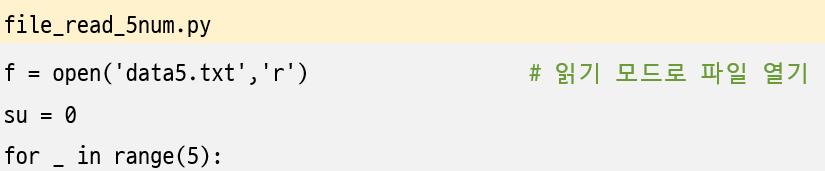 file_read_5num.py
f = open('data5.txt','r') # 읽기 모드로 파일 열기
su = 0
for _ in range(5):